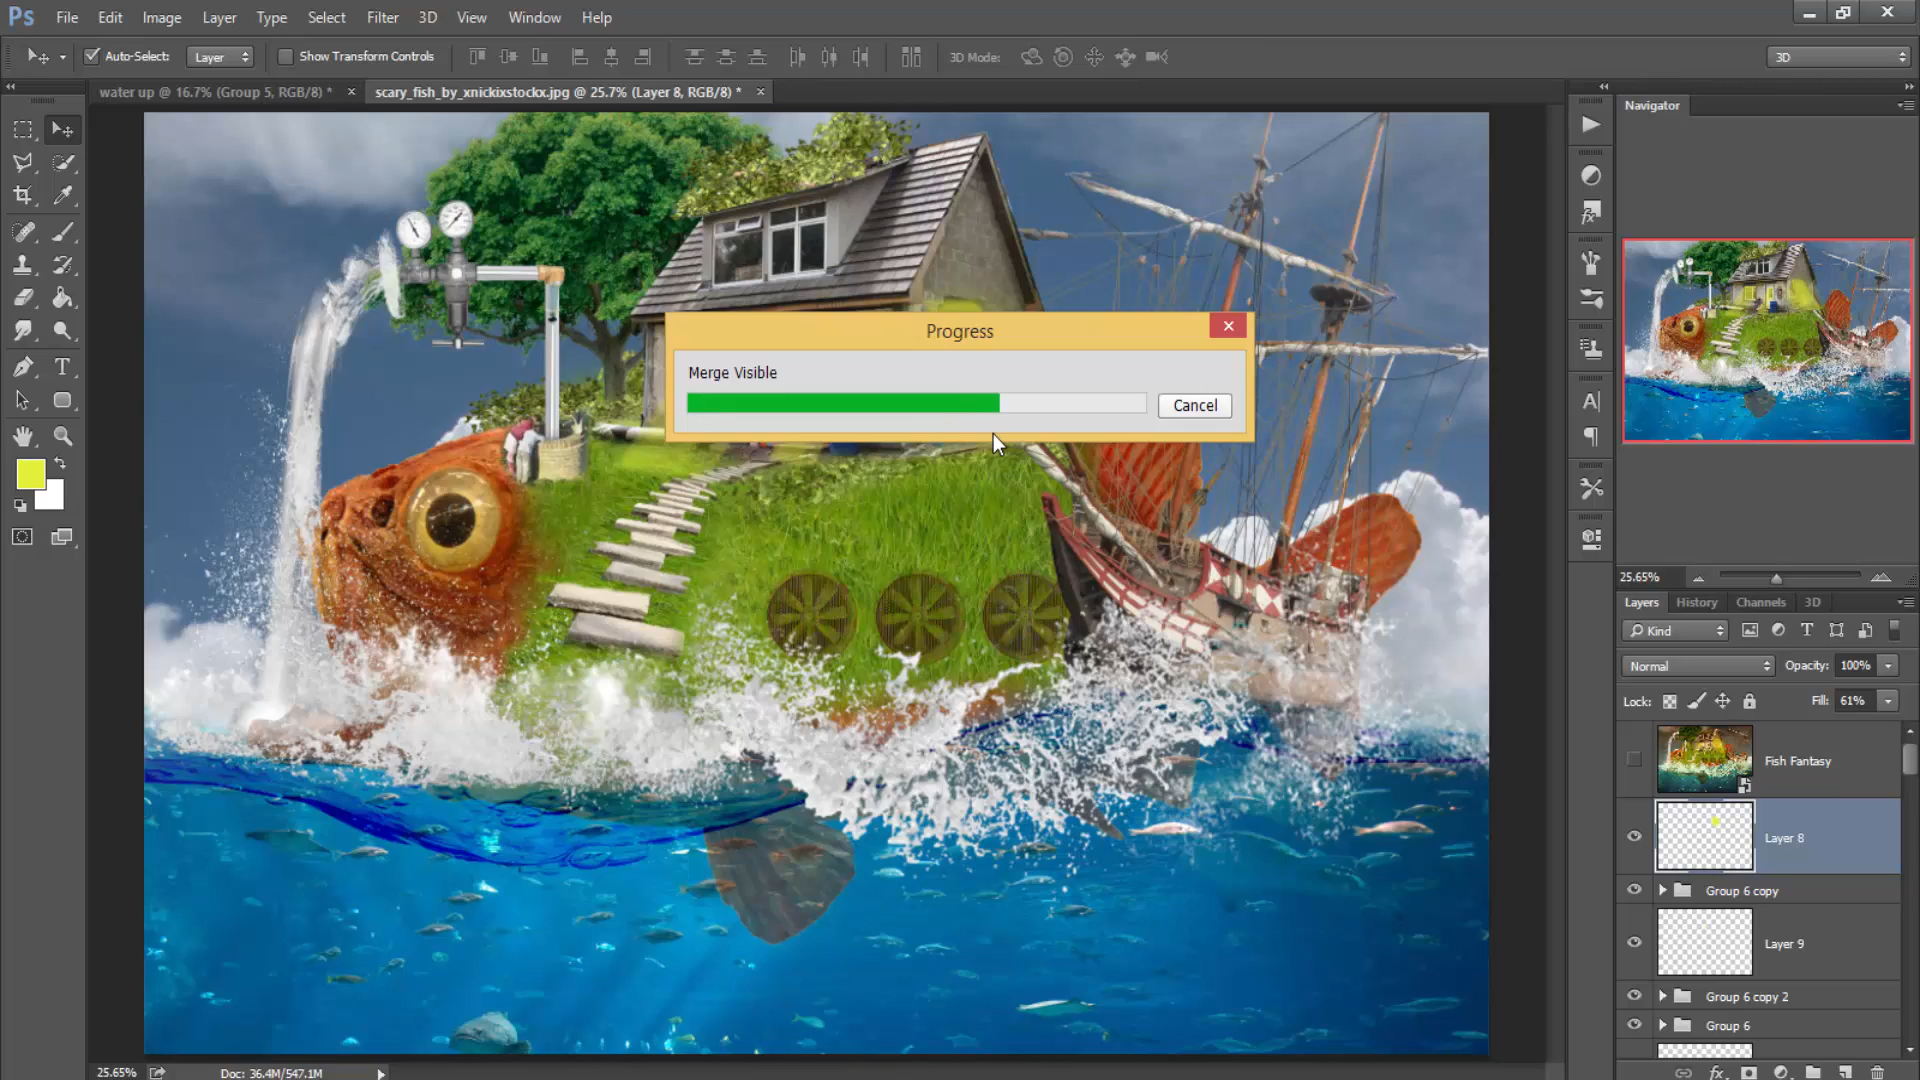 Ps File Edit Image Layer Type Select Filter 3D View Window Help
Auto-Select: Layer Show Transform Controls 3D Mode: 3D
water up @ 16.7% (Group 5, RGB/8) * scary_fish_by_xnickixstockx.jpg @ 25.7% (Layer 8, RGB/8) *
Navigator
Progress
Merge Visible
Cancel
25.65%
Layers History Channels 3D
Kind
Normal Opacity: 100%
Lock: Fill: 61%
Fish Fantasy
Layer 8
Group 6 copy
Layer 9
Group 6 copy 2
Group 6
25.65% Doc: 36.4M/547.1M